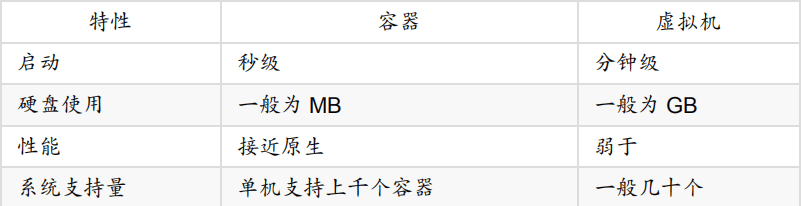 特性 容器 虚拟机
启动 秒级 分钟级
硬盘使用 一般为 MB 一般为 GB
性能 接近原生 弱于
系统支持量 单机支持上千个容器 一般几十个